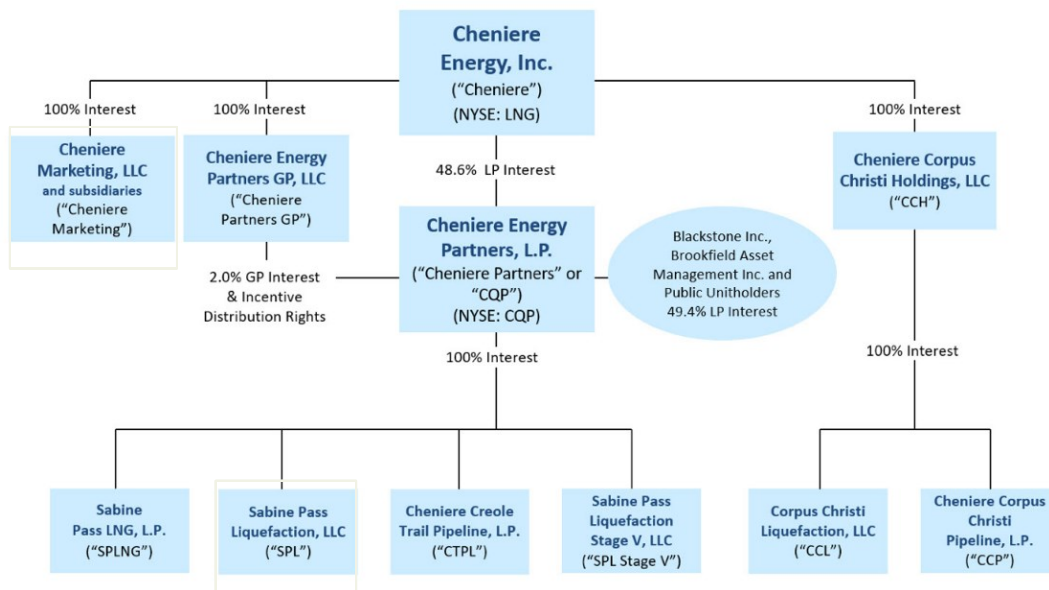 Cheniere
Energy, Inc.
(“Cheniere”)
(NYSE: LNG)
100% Interest
100% Interest
100% Interest
Cheniere
Marketing, LLC
and subsidiaries
(“Cheniere
Marketing”)
Cheniere Energy
Partners GP, LLC
(“Cheniere
Partners GP”)
48.6% LP Interest
Cheniere Corpus
Christi Holdings, LLC
(“CCH”)
2.0% GP Interest
& Incentive
Distribution Rights
Cheniere Energy
Partners, L.P.
(“Cheniere Partners” or
“CQP”)
(NYSE: CQP)
Blackstone Inc.,
Brookfield Asset
Management Inc. and
Public Unitholders
49.4% LP Interest
100% Interest
100% Interest
Sabine
Pass LNG, L.P.
(“SPLNG”)
Sabine Pass
Liquefaction, LLC
(“SPL”)
Cheniere Creole
Trail Pipeline, L.P.
(“CTPL”)
Sabine Pass
Liquefaction
Stage V, LLC
(“SPL Stage V”)
Corpus Christi
Liquefaction, LLC
(“CCL”)
Cheniere Corpus
Christi
Pipeline, L.P.
(“CCP”)